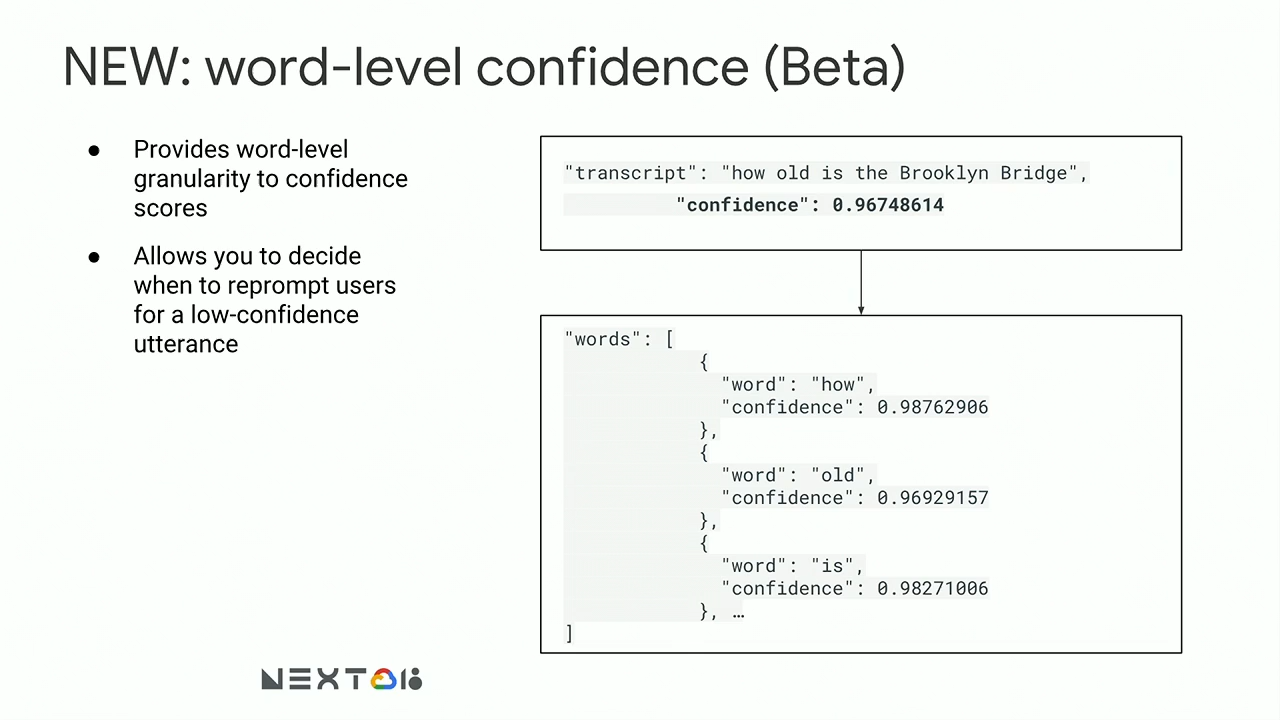 NEW: word-level confidence (Beta)
● Provides word-level
granularity to confidence
scores
● Allows you to decide
when to reprompt users
for a low-confidence
utterance
"transcript": "how old is the Brooklyn Bridge",
"confidence": 0.96748614
"words": [
{
"word": "how",
"confidence": 0.98762906
},
{
"word": "old",
"confidence": 0.96929157
},
{
"word": "is",
"confidence": 0.98271006
}, …
]
NEXT18